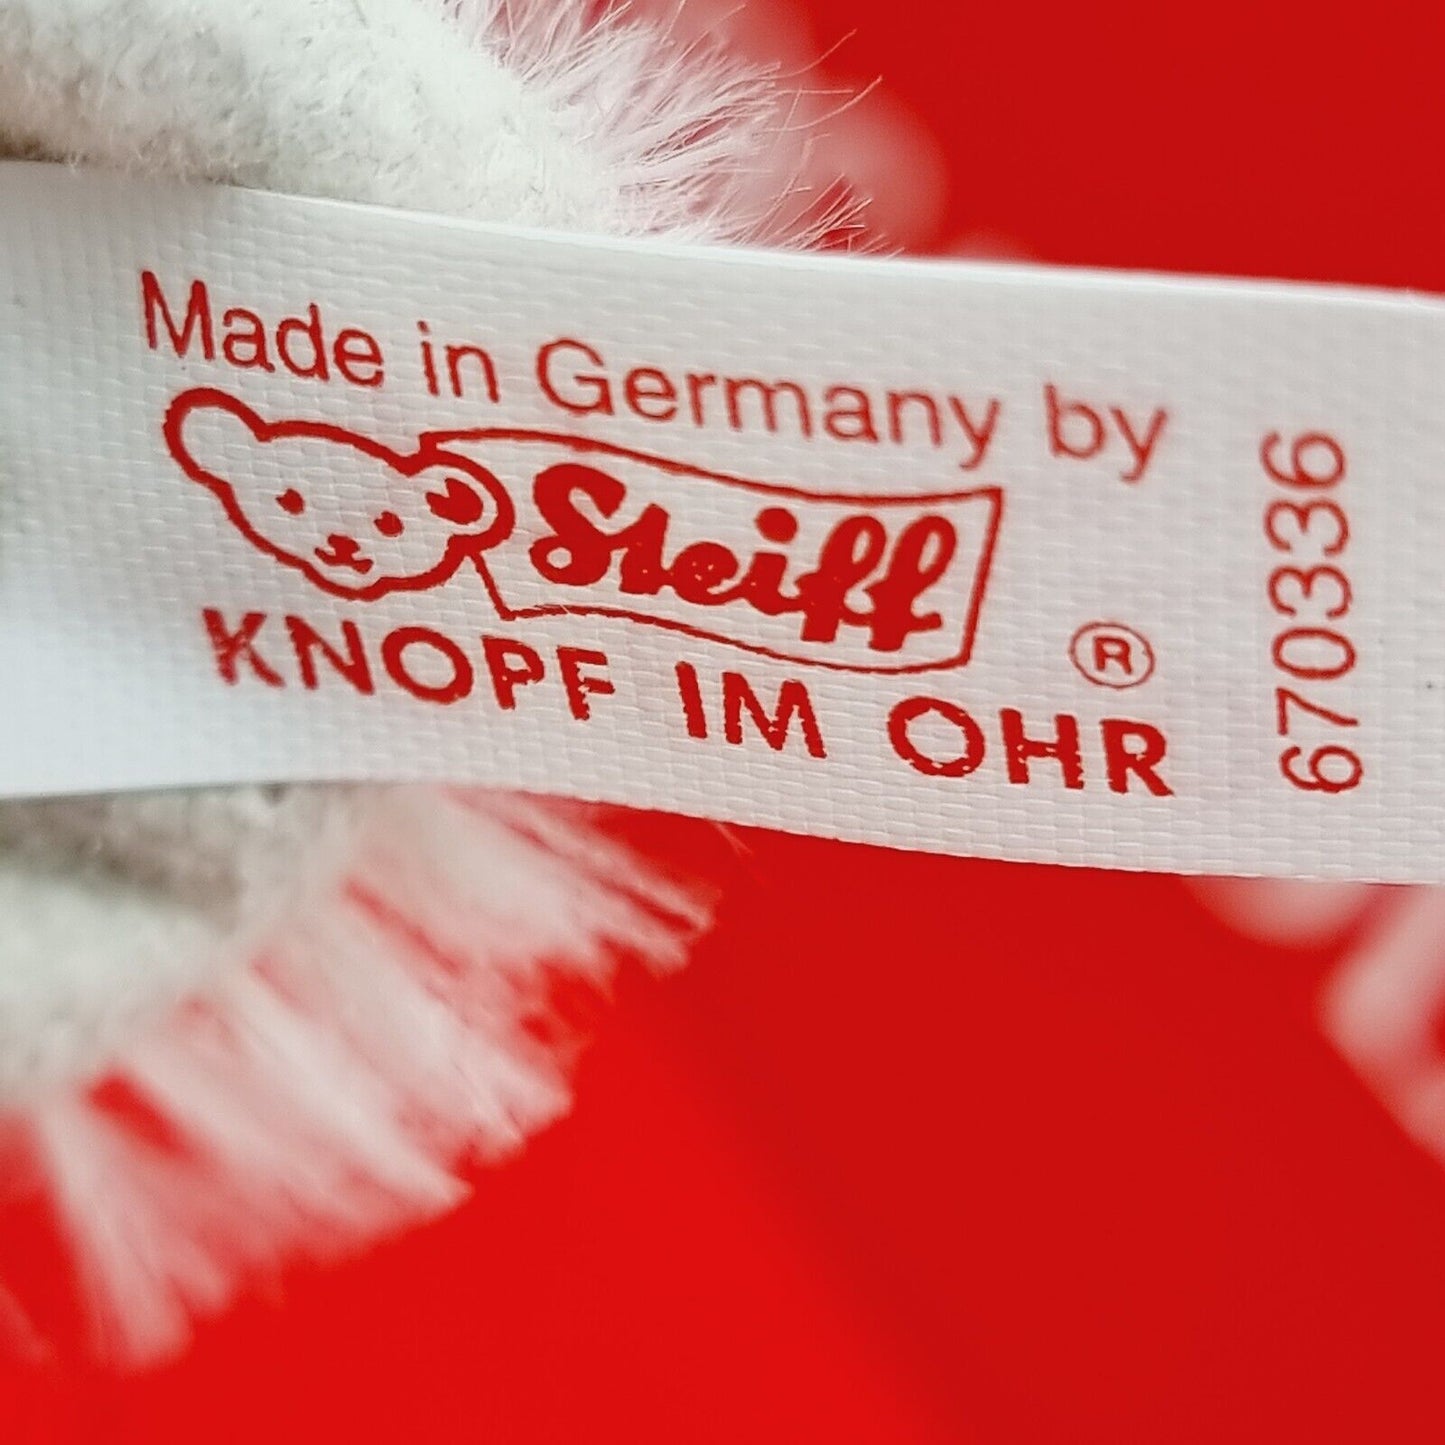 Made in Germany by
Steiff
KNOPF IM OHR ®
670336